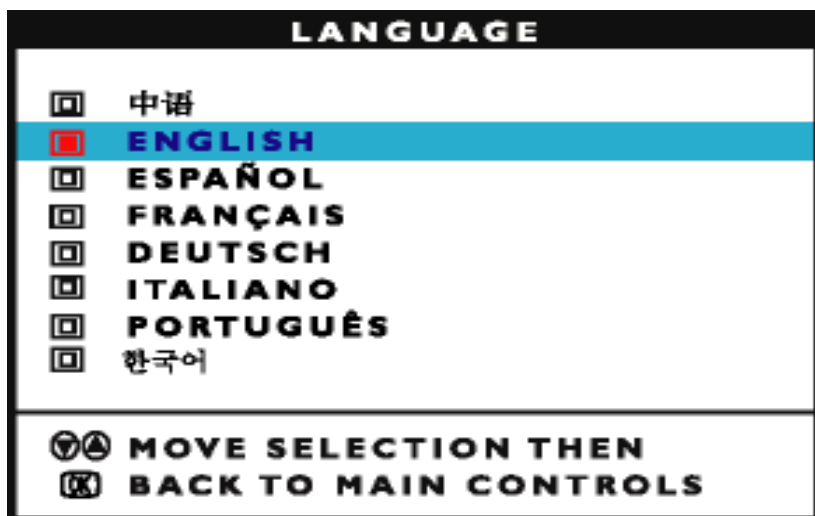 LANGUAGE
中语
ENGLISH
ESPAÑOL
FRANÇAIS
DEUTSCH
ITALIANO
PORTUGUÊS
한국어
MOVE SELECTION THEN
OK BACK TO MAIN CONTROLS